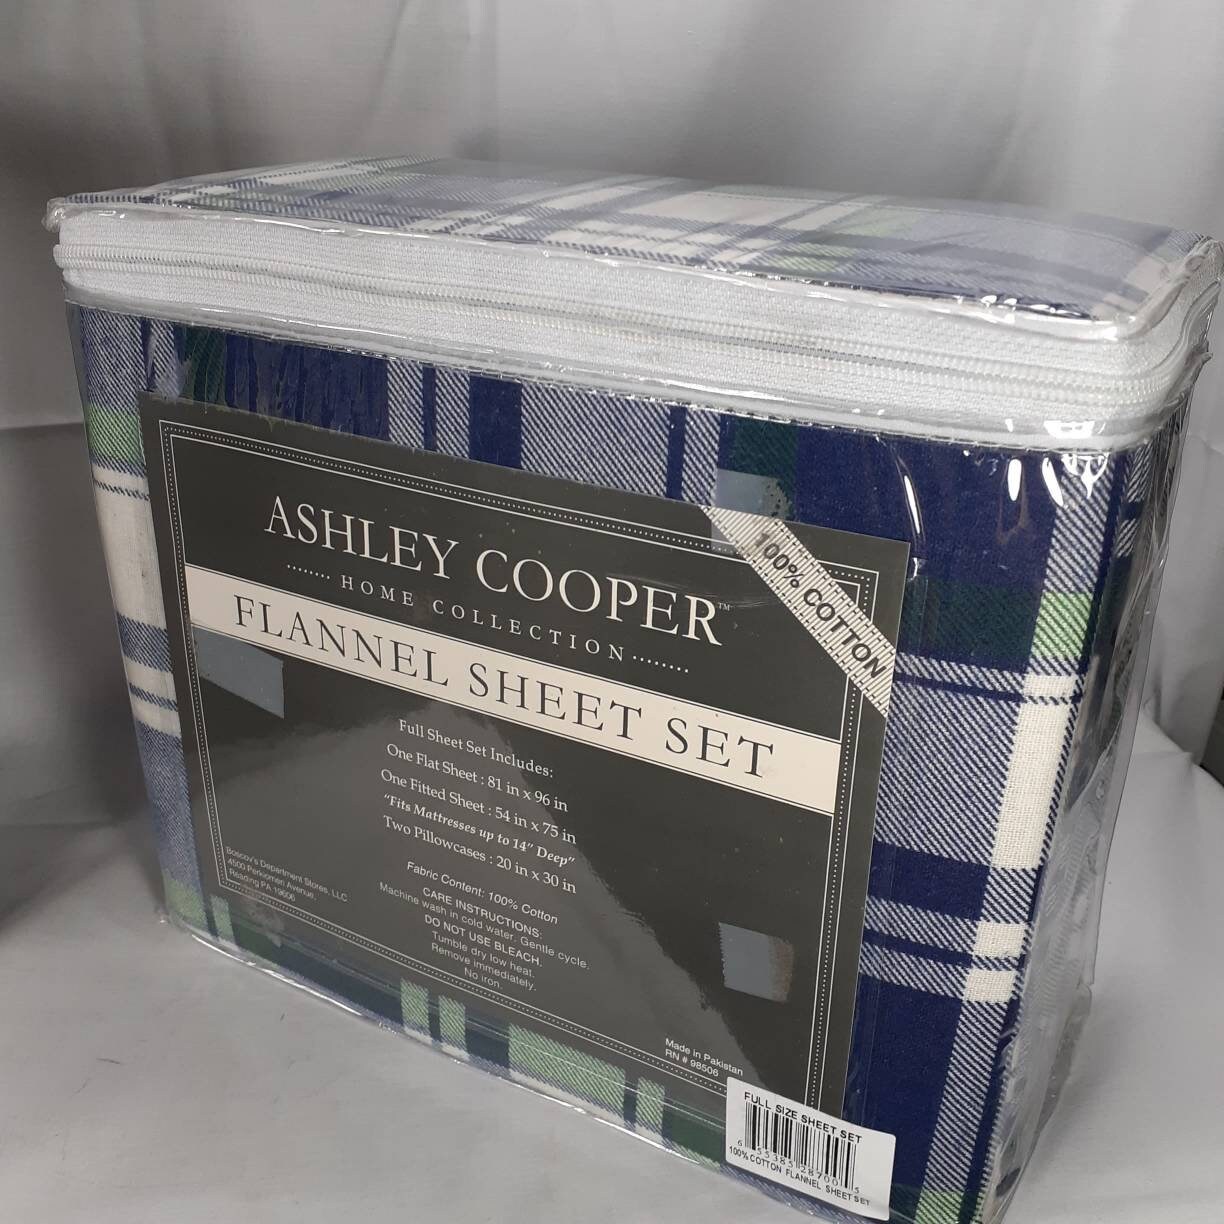 ASHLEY COOPER™
HOME COLLECTION
100% COTTON
FLANNEL SHEET SET
Full Sheet Set Includes:
One Flat Sheet : 81 in x 96 in
One Fitted Sheet : 54 in x 75 in
"Fits Mattresses up to 14" Deep"
Two Pillowcases : 20 in x 30 in
Fabric Content: 100% Cotton
CARE INSTRUCTIONS:
Machine wash in cold water. Gentle cycle.
DO NOT USE BLEACH.
Tumble dry low heat.
Remove immediately.
No iron.
Boscov's Department Stores, LLC
4500 Perkiomen Avenue,
Reading PA 19606
Made in Pakistan
RN # 98506
FULL SIZE SHEET SET
6 55385 28700 5
100% COTTON FLANNEL SHEET SET